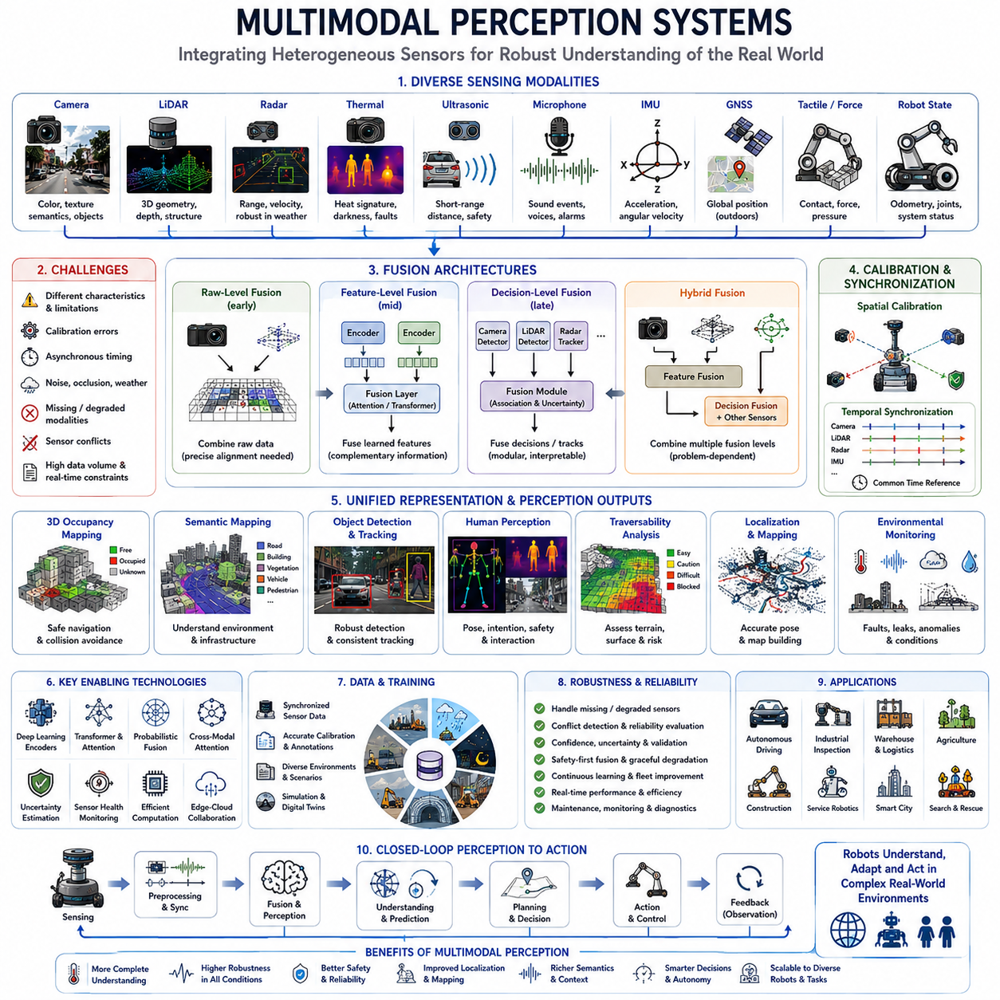 MULTIMODAL PERCEPTION SYSTEMS
Integrating Heterogeneous Sensors for Robust Understanding of the Real World
1. DIVERSE SENSING MODALITIES
Camera
Color, texture
semantics, objects
LiDAR
3D geometry,
depth, structure
Radar
Range, velocity,
robust in weather
Thermal
Heat signature,
darkness, faults
Ultrasonic
Short-range
distance, safety
Microphone
Sound events,
voices, alarms
IMU
Z
X
y
Z
Acceleration,
angular velocity
GNSS
Global position
(outdoors)
Tactile / Force
Contact, force,
pressure
Robot State
Odometry, joints,
system status
2. CHALLENGES
Different characteristics
& limitations
Calibration errors
Asynchronous timing
Noise, occlusion, weather
Missing / degraded
modalities
Sensor conflicts
High data volume &
real-time constraints
3. FUSION ARCHITECTURES
Raw-Level Fusion
(early)
Combine raw data
(precise alignment needed)
Feature-Level Fusion
(mid)
Encoder
Encoder
Fusion Layer
(Attention / Transformer)
Fuse learned features
(complementary information)
Decision-Level Fusion
(late)
Camera
Detector
LiDAR
Detector
Radar
Tracker
...
Fusion Module
(Association & Uncertainty)
Fuse decisions / tracks
(modular, interpretable)
Hybrid Fusion
Feature Fusion
Decision Fusion
+ Other Sensors
Combine multiple fusion levels
(problem-dependent)
4. CALIBRATION &
SYNCHRONIZATION
Spatial Calibration
Temporal Synchronization
Camera
LiDAR
Radar
IMU
...
Common Time Reference
5. UNIFIED REPRESENTATION & PERCEPTION OUTPUTS
3D Occupancy
Mapping
Free
Occupied
Unknown
Safe navigation
& collision avoidance
Semantic Mapping
Road
Building
Vegetation
Vehicle
Pedestrian
...
Understand environment
& infrastructure
Object Detection
& Tracking
Robust detection
& consistent tracking
Human Perception
Pose, intention, safety
& interaction
Traversability
Analysis
Easy
Caution
Difficult
Blocked
Assess terrain,
surface & risk
Localization
& Mapping
Accurate pose
& map building
Environmental
Monitoring
Faults, leaks, anomalies
& conditions
6. KEY ENABLING TECHNOLOGIES
Deep Learning
Encoders
Transformer &
Attention
Probabilistic
Fusion
Cross-Modal
Attention
Uncertainty
Estimation
Sensor Health
Monitoring
Efficient
Computation
Edge-Cloud
Collaboration
7. DATA & TRAINING
Synchronized
Sensor Data
Accurate Calibration
& Annotations
Diverse Environments
& Scenarios
Simulation &
Digital Twins
8. ROBUSTNESS & RELIABILITY
Handle missing / degraded sensors
Conflict detection & reliability evaluation
Confidence, uncertainty & validation
Safety-first fusion & graceful degradation
Continuous learning & fleet improvement
Real-time performance & efficiency
Maintenance, monitoring & diagnostics
9. APPLICATIONS
Autonomous
Driving
Industrial
Inspection
Warehouse
& Logistics
Agriculture
Construction
Service Robotics
Smart City
Search & Rescue
10. CLOSED-LOOP PERCEPTION TO ACTION
Sensing
Preprocessing
& Sync
Fusion &
Perception
Understanding
& Prediction
Planning
& Decision
Action
& Control
Feedback
(Observation)
Robots Understand,
Adapt and Act in
Complex Real-World
Environments
BENEFITS OF MULTIMODAL PERCEPTION
More Complete
Understanding
Higher Robustness
in All Conditions
Better Safety
& Reliability
Improved Localization
& Mapping
Richer Semantics
& Context
Smarter Decisions
& Autonomy
Scalable to Diverse
Robots & Tasks